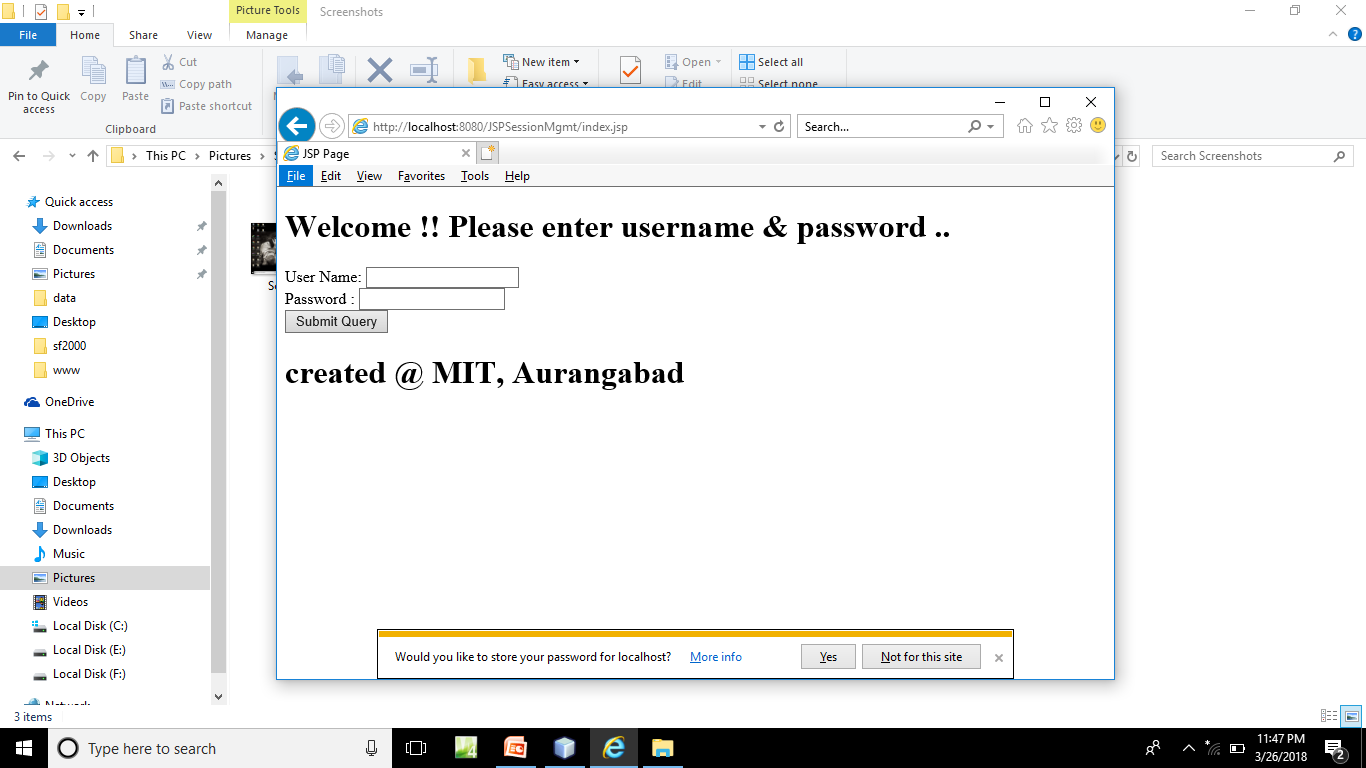 Picture Tools
Screenshots
File
Home
Share
View
Manage
Pin to Quick access
Copy
Paste
Cut
Copy path
Paste shortcut
Clipboard
New item
Easy access
Open
Edit
Select all
Select none
This PC
Pictures
Search Screenshots
Quick access
Downloads
Documents
Pictures
data
Desktop
sf2000
www
OneDrive
This PC
3D Objects
Desktop
Documents
Downloads
Music
Pictures
Videos
Local Disk (C:)
Local Disk (E:)
Local Disk (F:)
Network
3 items
http://localhost:8080/JSPSessionMgmt/index.jsp
Search...
JSP Page
File Edit View Favorites Tools Help
Welcome !! Please enter username & password ..
User Name:
Password :
Submit Query
created @ MIT, Aurangabad
Would you like to store your password for localhost? More info
Yes
Not for this site
Type here to search
11:47 PM
3/26/2018
2